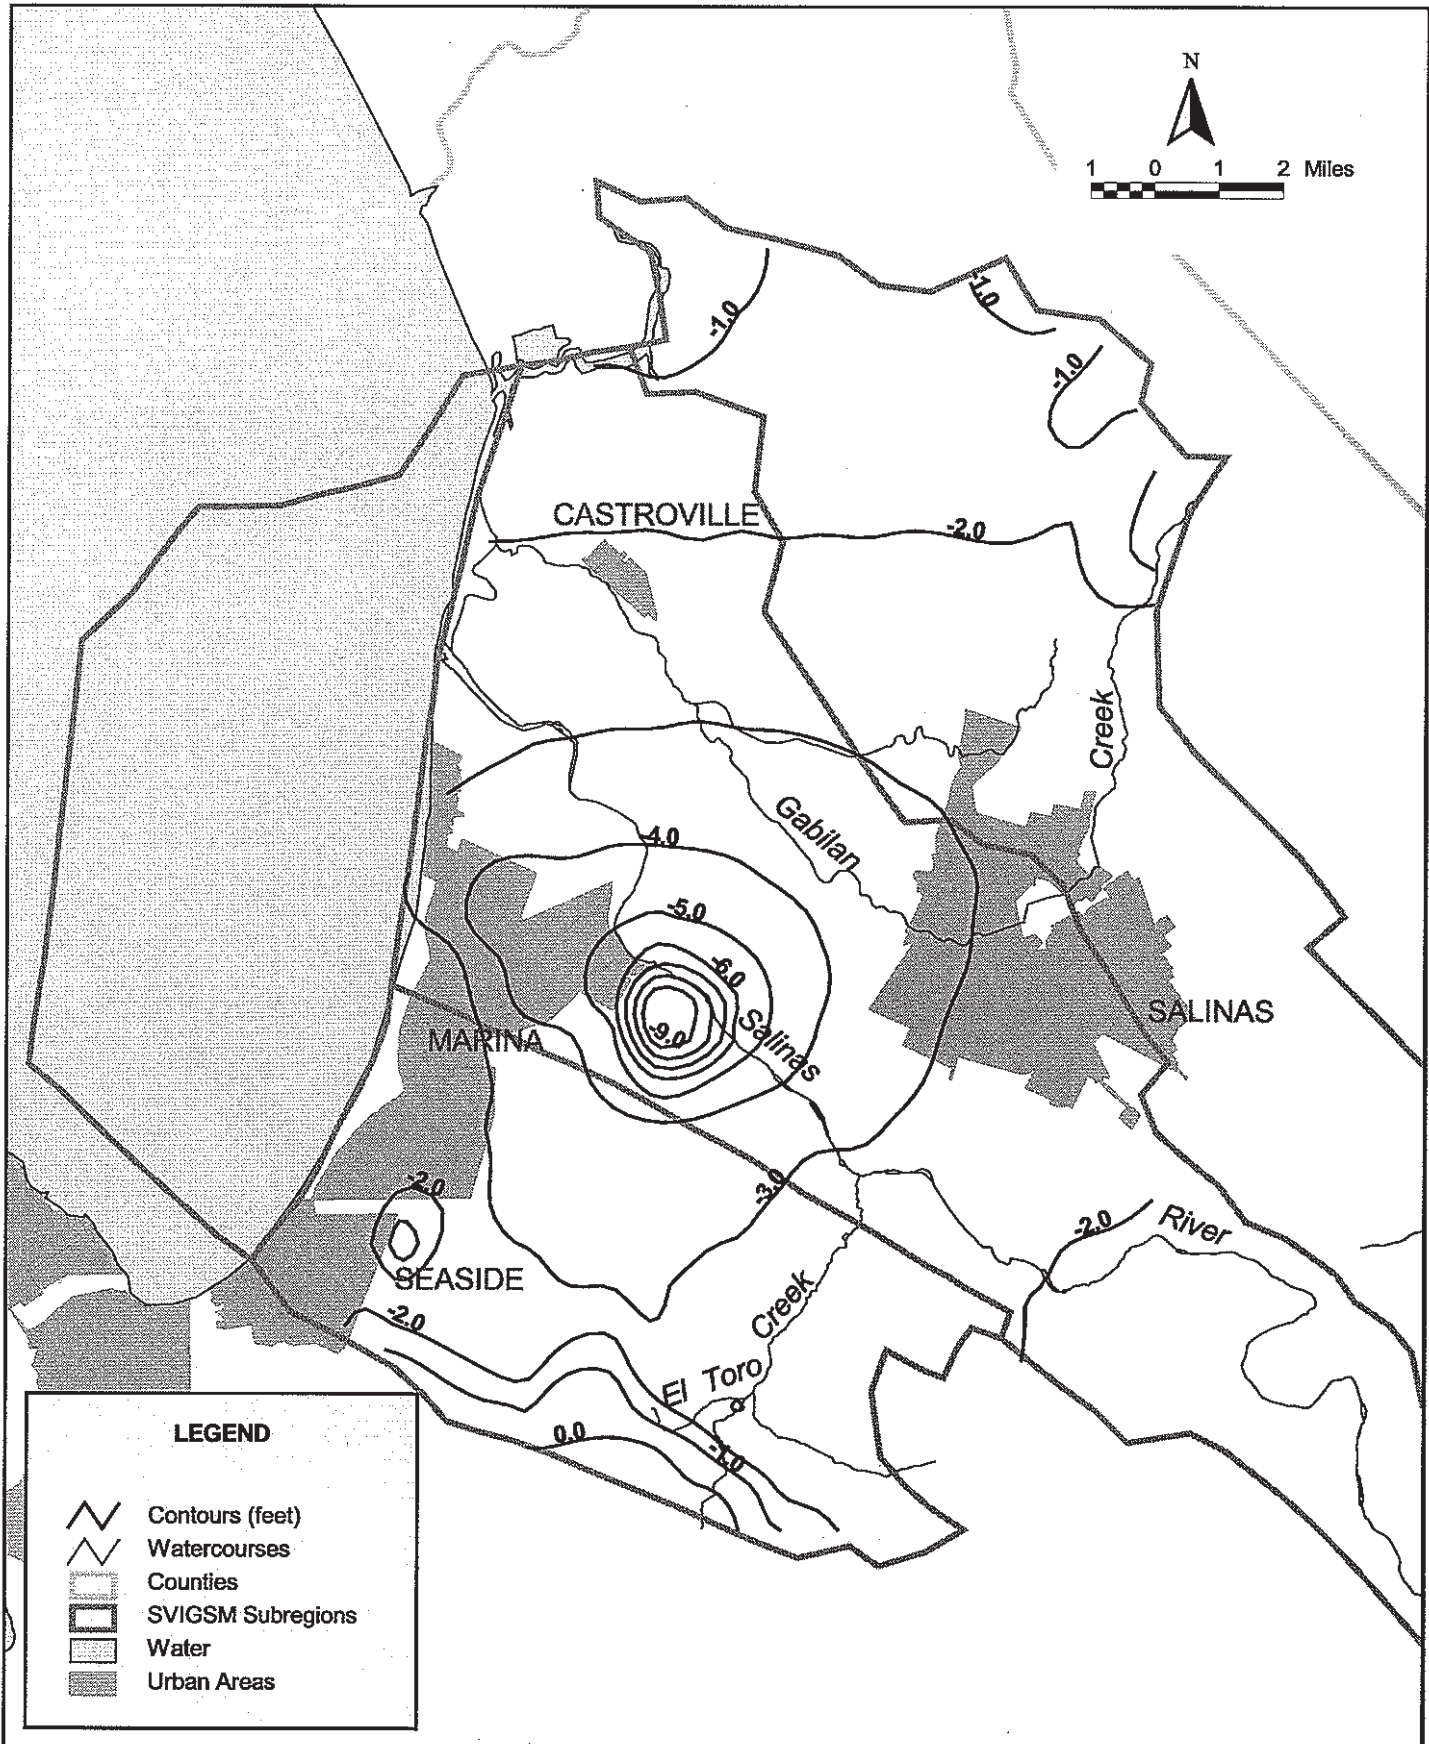 N
1 0 1 2 Miles
-1.0
-1.0
-1.0
CASTROVILLE
-2.0
Creek
Gabilan
-4.0
-5.0
-6.0
-9.0
Salinas
SALINAS
MARINA
-2.0
-3.0
-2.0
River
SEASIDE
-2.0
Creek
El Toro
0.0
-1.0
LEGEND
Contours (feet)
Watercourses
Counties
SVIGSM Subregions
Water
Urban Areas